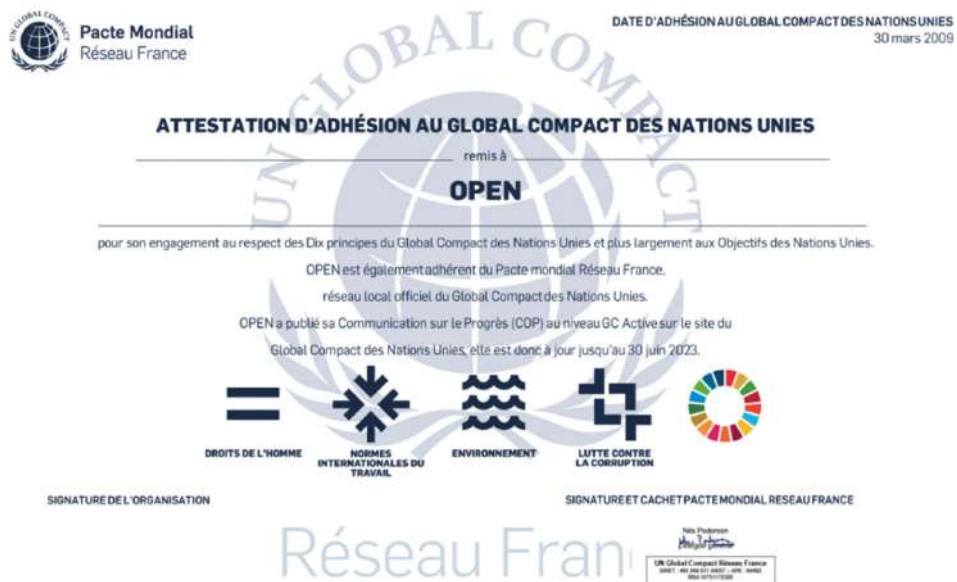 UN GLOBAL COMPACT
Pacte Mondial
Réseau France
DATE D'ADHÉSION AU GLOBAL COMPACT DES NATIONS UNIES
30 mars 2009
UN GLOBAL COMPACT
ATTESTATION D'ADHÉSION AU GLOBAL COMPACT DES NATIONS UNIES
remis à
OPEN
pour son engagement au respect des Dix principes du Global Compact des Nations Unies et plus largement aux Objectifs des Nations Unies.
OPEN est également adhérent du Pacte mondial Réseau France,
réseau local officiel du Global Compact des Nations Unies.
OPEN a publié sa Communication sur le Progrès (COP) au niveau GC Active sur le site du
Global Compact des Nations Unies, elle est donc à jour jusqu'au 30 juin 2023.
DROITS DE L'HOMME
NORMES
INTERNATIONALES DU
TRAVAIL
ENVIRONNEMENT
LUTTE CONTRE
LA CORRUPTION
SIGNATURE DE L'ORGANISATION
SIGNATURE ET CACHET PACTE MONDIAL RESEAU FRANCE
Réseau Fran
Nils Pedersen
UN Global Compact Réseau France